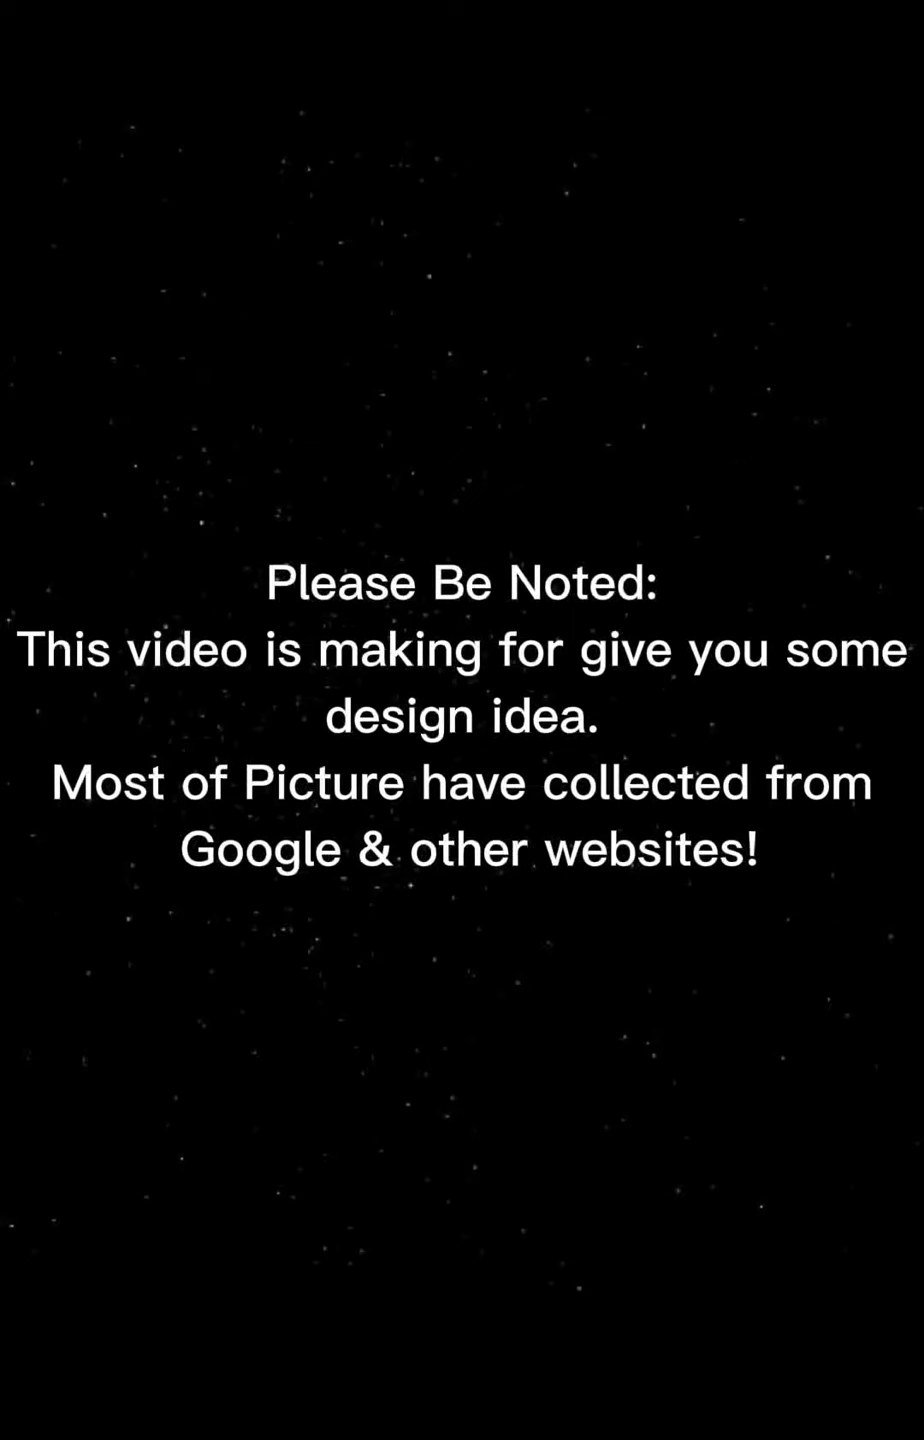 Please Be Noted:
This video is making for give you some
design idea.
Most of Picture have collected from
Google & other websites!